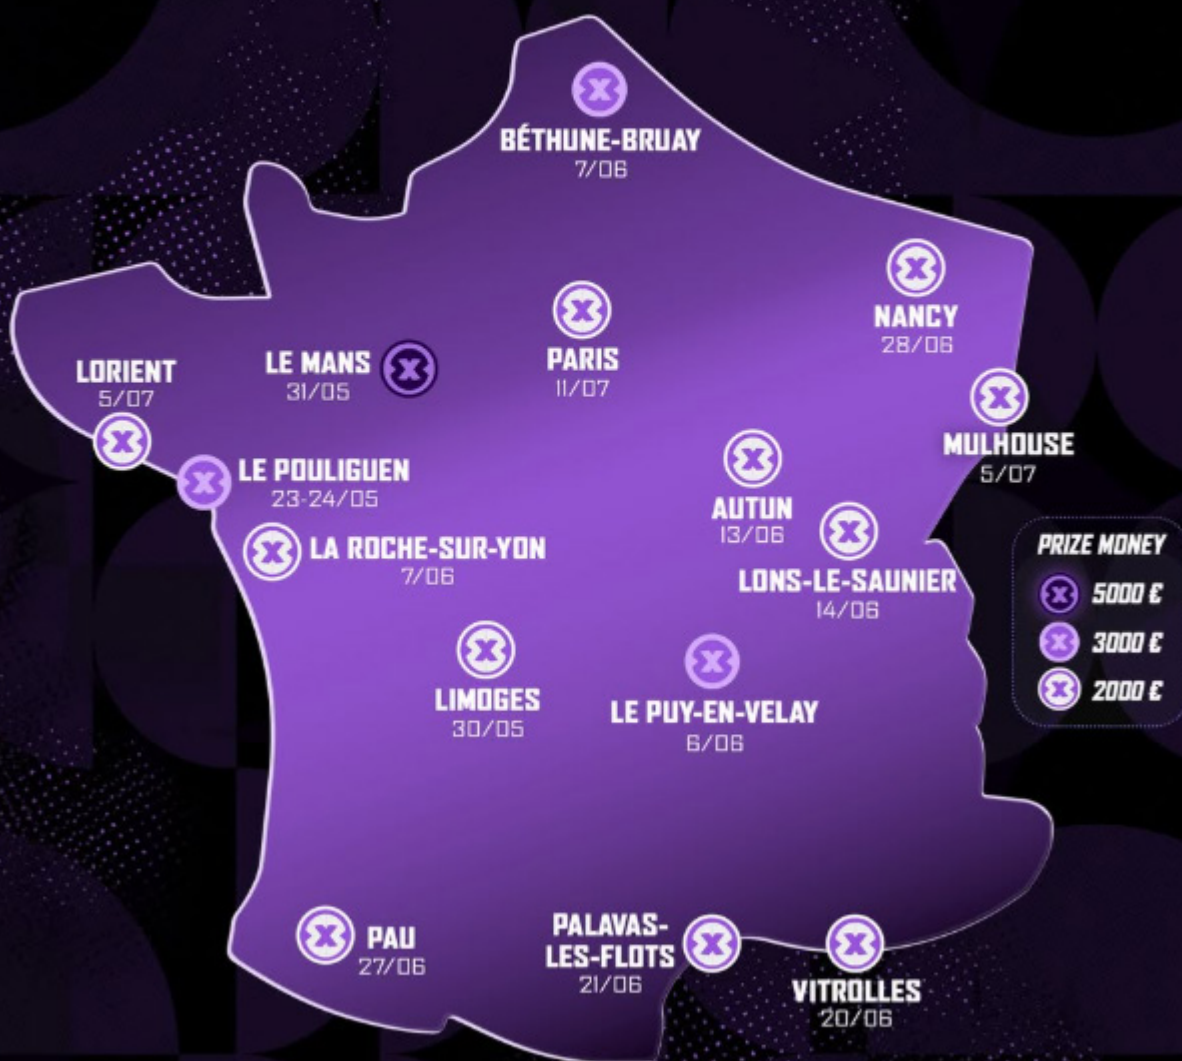 BÉTHUNE-BRUAY
7/06
NANCY
28/06
PARIS
11/07
LE MANS
31/05
LORIENT
5/07
MULHOUSE
5/07
LE POULIGUEN
23-24/05
AUTUN
13/06
LA ROCHE-SUR-YON
7/06
LONS-LE-SAUNIER
14/06
PRIZE MONEY
5000 €
3000 €
2000 €
LIMOGES
30/05
LE PUY-EN-VELAY
6/06
PAU
27/06
PALAVAS-
LES-FLOTS
21/06
VITROLLES
20/06